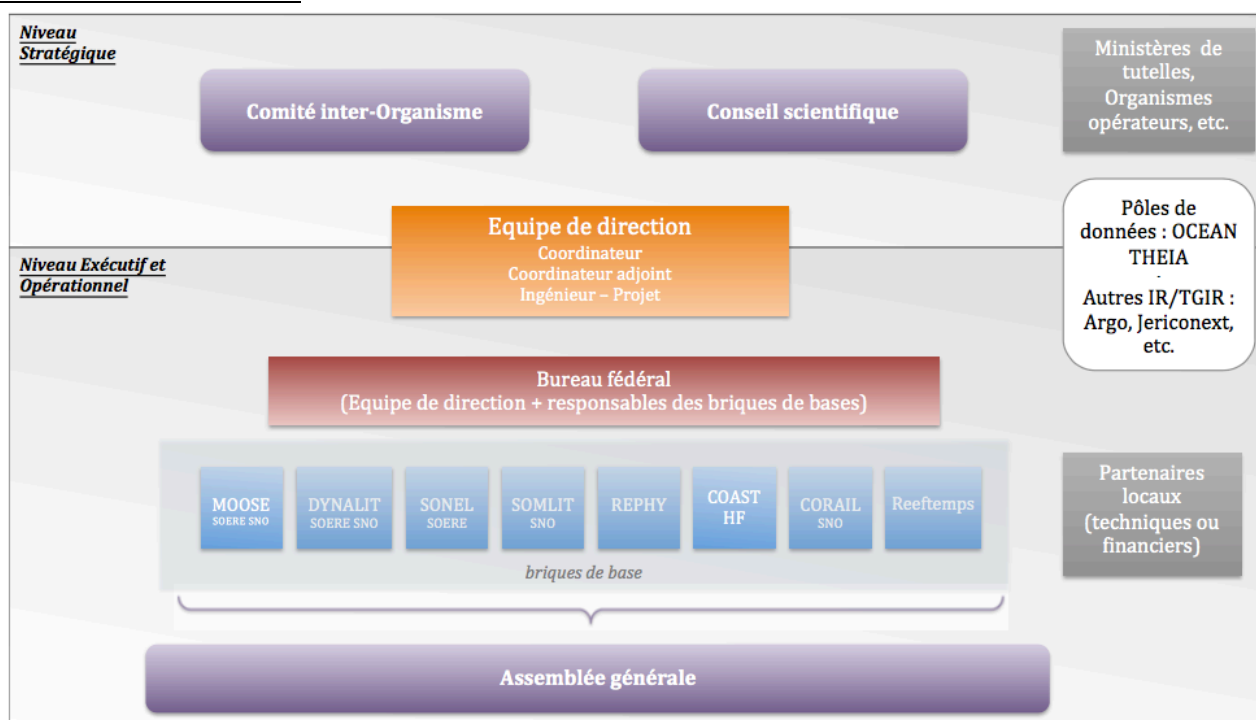 Niveau
Stratégique
Comité inter-Organisme
Conseil scientifique
Ministères de
tutelles,
Organismes
opérateurs, etc.
Equipe de direction
Coordinateur
Coordinateur adjoint
Ingénieur – Projet
Pôles de
données : OCEAN
THEIA
-
Autres IR/TGIR :
Argo, Jericonext,
etc.
Niveau Exécutif et
Opérationnel
Bureau fédéral
(Equipe de direction + responsables des briques de bases)
MOOSE
SOERE SNO
DYNALIT
SOERE SNO
SONEL
SOERE
SOMLIT
SNO
REPHY
COAST
HF
CORAIL
SNO
Reeftemps
briques de base
Partenaires
locaux
(techniques ou
financiers)
Assemblée générale